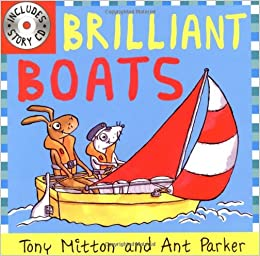 INCLUDES
STORY CD
BRILLIANT
BOATS
Tony Mitton and Ant Parker